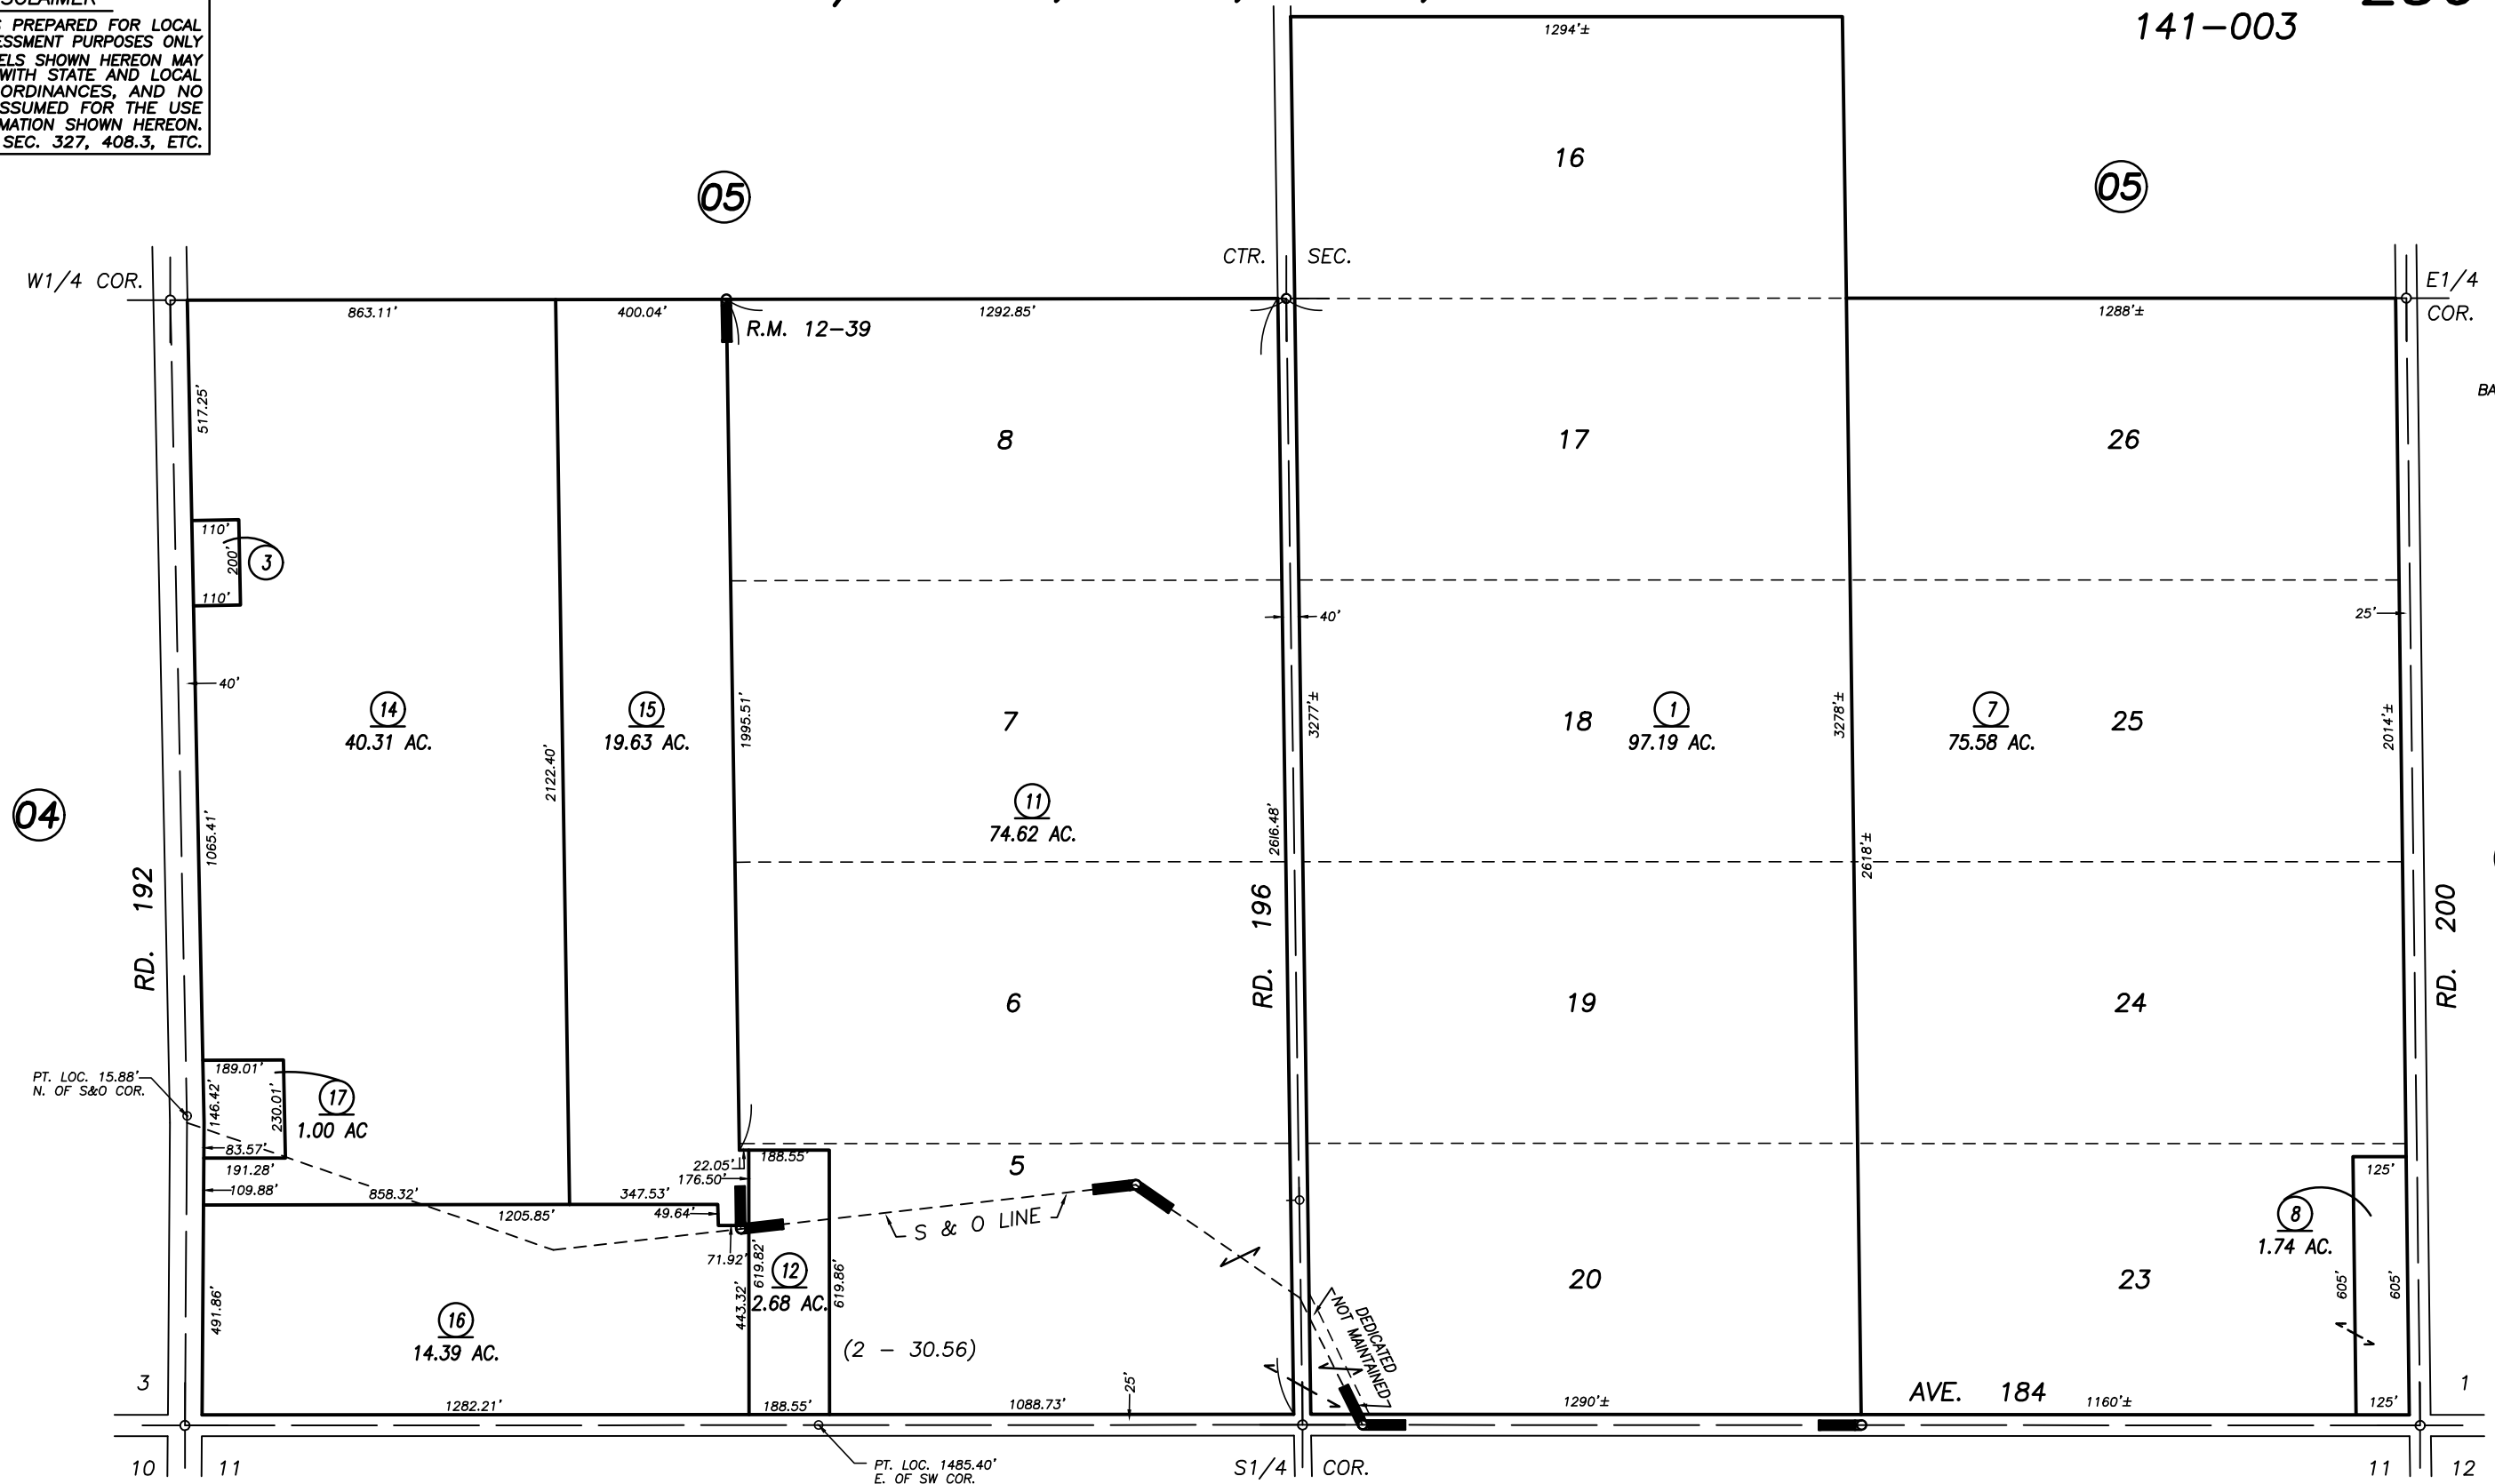 PREPARED FOR LOCAL
PURPOSES ONLY
SHOWN HEREON MAY
WITH STATE AND LOCAL
ORDINANCES, AND NO
FOR THE USE
SHOWN HEREON.
SEC. 327, 408.3, ETC.
141-003
1294'±
16
05
05
CTR. SEC.
W1/4 COR.
E1/4
COR.
863.11'
400.04'
1292.85'
1288'±
R.M. 12-39
517.25'
8
17
26
110'
200'
3
110'
40'
25'
40'
14
40.31 AC.
15
19.63 AC.
1995.51'
7
3277'±
18
1
97.19 AC.
3278'±
7
75.58 AC.
25
2014'±
2122.40'
11
74.62 AC.
04
1065.41'
2616.48'
2618'±
RD. 192
RD. 196
RD. 200
6
19
24
PT. LOC. 15.88'
N. OF S&O COR.
189.01'
146.42'
230.01'
17
1.00 AC
83.57'
191.28'
109.88'
858.32'
347.53'
22.05'
188.55'
176.50'
5
125'
1205.85'
49.64'
S & O LINE
8
1.74 AC.
71.92'
619.82'
12
2.68 AC.
619.86'
443.32'
20
23
605'
605'
491.86'
16
14.39 AC.
DEDICATED
NOT MAINTAINED
(2 - 30.56)
25'
3
1
AVE. 184
1282.21'
188.55'
1088.73'
1290'±
1160'±
125'
10
11
PT. LOC. 1485.40'
E. OF SW COR.
S1/4 COR.
11
12